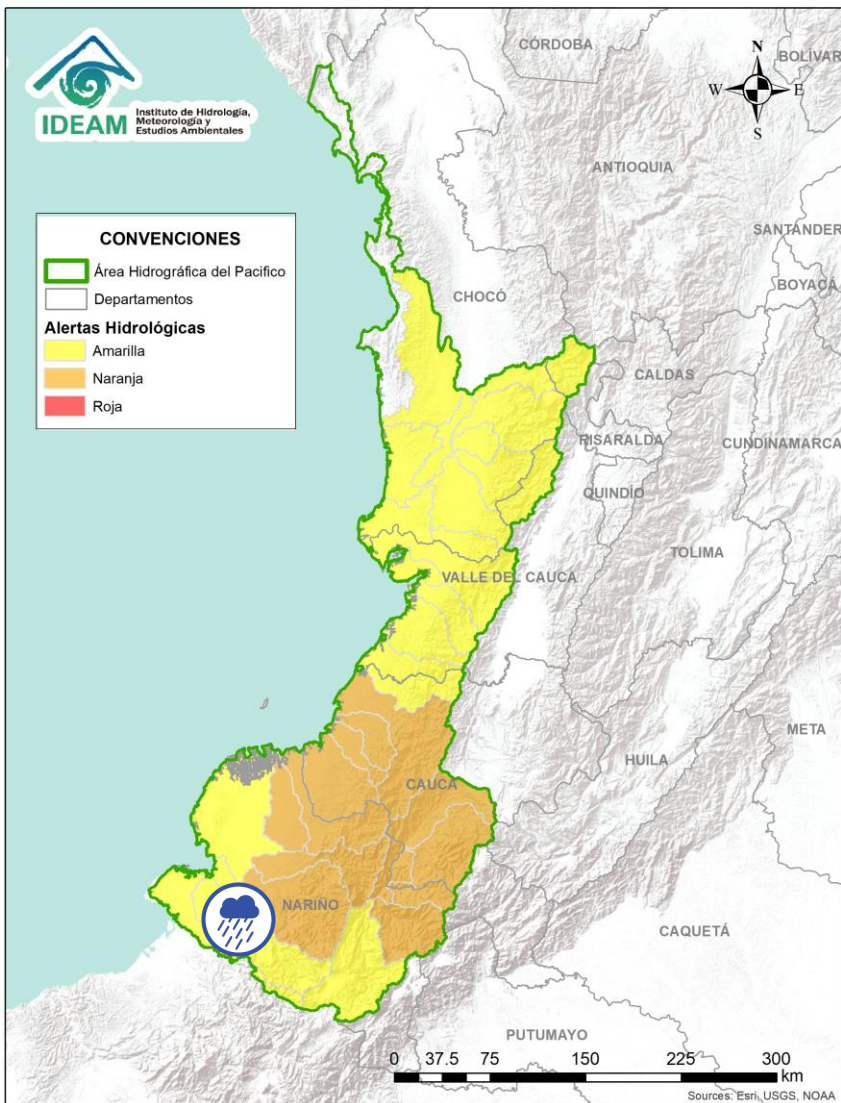 IDEAM
Instituto de Hidrología,
Meteorología y
Estudios Ambientales
CÓRDOBA
BOLÍVAR
N
W
E
S
ANTIOQUIA
SANTANDER
BOYACÁ
CONVENCIONES
Área Hidrográfica del Pacifico
Departamentos
Alertas Hidrológicas
Amarilla
Naranja
Roja
CHOCÓ
CALDAS
RISARALDA
CUNDINAMARCA
QUINDÍO
TOLIMA
VALLE DEL CAUCA
META
HUILA
CAUCA
NARIÑO
CAQUETÁ
PUTUMAYO
0 37.5 75 150 225 300
km
Sources: Esri, USGS, NOAA